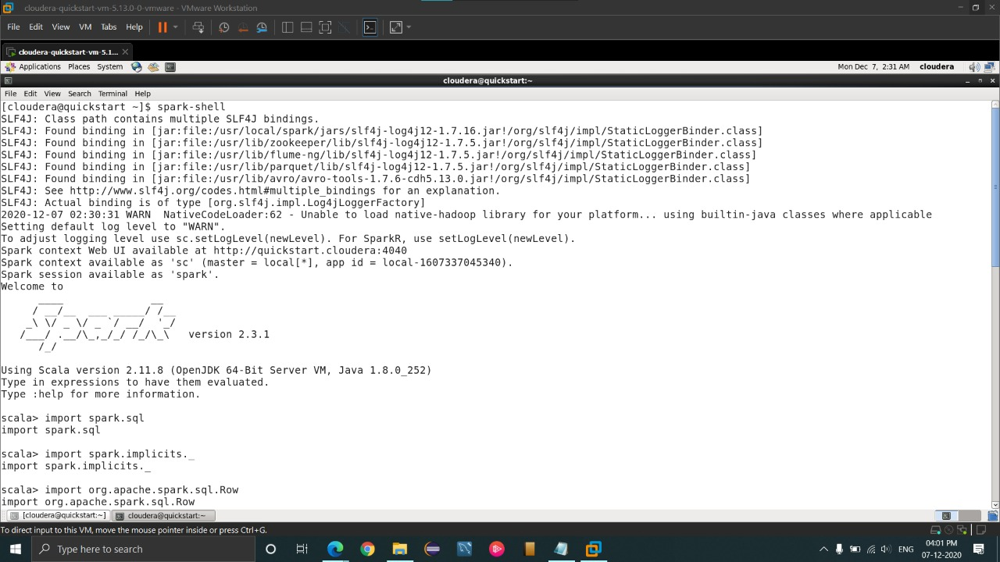 cloudera-quickstart-vm-5.13.0-0-vmware - VMware Workstation
File Edit View VM Tabs Help
cloudera-quickstart-vm-5.1...
Applications Places System Mon Dec 7, 2:31 AM cloudera
cloudera@quickstart:~
File Edit View Search Terminal Help
[cloudera@quickstart ~]$ spark-shell
SLF4J: Class path contains multiple SLF4J bindings.
SLF4J: Found binding in [jar:file:/usr/local/spark/jars/slf4j-log4j12-1.7.16.jar!/org/slf4j/impl/StaticLoggerBinder.class]
SLF4J: Found binding in [jar:file:/usr/lib/zookeeper/lib/slf4j-log4j12-1.7.5.jar!/org/slf4j/impl/StaticLoggerBinder.class]
SLF4J: Found binding in [jar:file:/usr/lib/flume-ng/lib/slf4j-log4j12-1.7.5.jar!/org/slf4j/impl/StaticLoggerBinder.class]
SLF4J: Found binding in [jar:file:/usr/lib/parquet/lib/slf4j-log4j12-1.7.5.jar!/org/slf4j/impl/StaticLoggerBinder.class]
SLF4J: Found binding in [jar:file:/usr/lib/avro/avro-tools-1.7.6-cdh5.13.0.jar!/org/slf4j/impl/StaticLoggerBinder.class]
SLF4J: See http://www.slf4j.org/codes.html#multiple_bindings for an explanation.
SLF4J: Actual binding is of type [org.slf4j.impl.Log4jLoggerFactory]
2020-12-07 02:30:31 WARN  NativeCodeLoader:62 - Unable to load native-hadoop library for your platform... using builtin-java classes where applicable
Setting default log level to "WARN".
To adjust logging level use sc.setLogLevel(newLevel). For SparkR, use setLogLevel(newLevel).
Spark context Web UI available at http://quickstart.cloudera:4040
Spark context available as 'sc' (master = local[*], app id = local-1607337045340).
Spark session available as 'spark'.
Welcome to
      ____              __
     / __/__  ___ _____/ /__
    _\ \/ _ \/ _ `/ __/  '_/
   /___/ .__/\_,_/_/ /_/\_\   version 2.3.1
      /_/
Using Scala version 2.11.8 (OpenJDK 64-Bit Server VM, Java 1.8.0_252)
Type in expressions to have them evaluated.
Type :help for more information.
scala> import spark.sql
import spark.sql
scala> import spark.implicits._
import spark.implicits._
scala> import org.apache.spark.sql.Row
import org.apache.spark.sql.Row
[cloudera@quickstart:~] cloudera@quickstart:~
To direct input to this VM, move the mouse pointer inside or press Ctrl+G.
Type here to search ENG 04:01 PM
07-12-2020